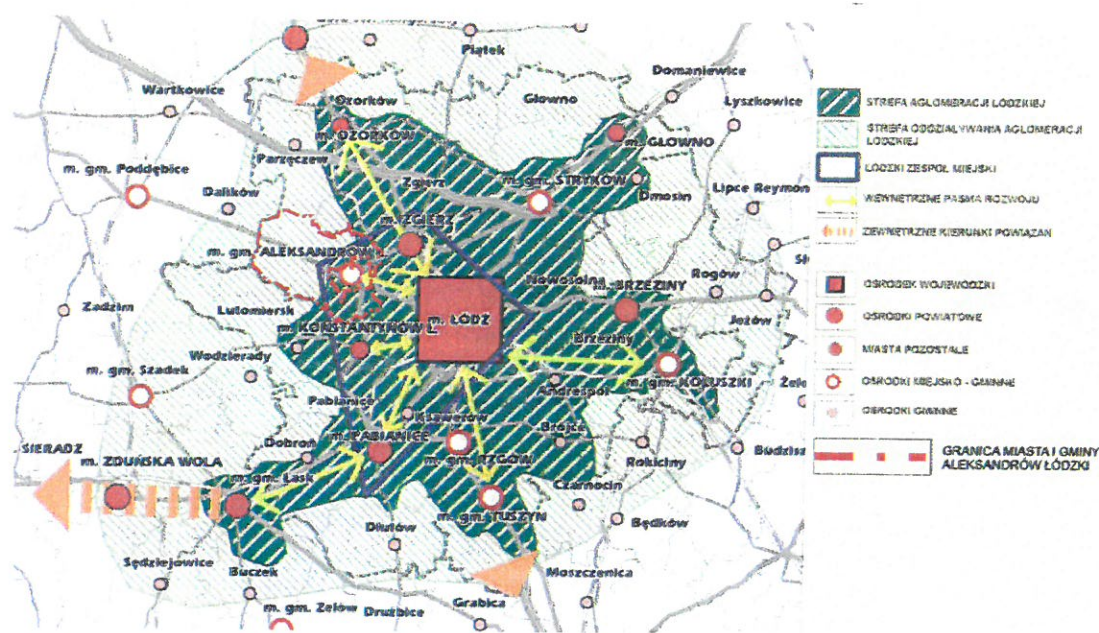 Piątek
Domaniewice
Wartkowice
Ozorków
Głowno
Łyszkowice
m. OZORKÓW
m. GŁOWNO
Parzęczew
m. gm. Poddębice
Zgierz
m. gm. STRYKÓW
Dmosin
Lipce Reymon
Dalików
m. ZGIERZ
m. gm. ALEKSANDRÓW Ł.
Nowosolna
Rogów
m. BRZEZINY
Zadzim
Lutomiersk
m. ŁÓDŹ
Jeżów
m. KONSTANTYNÓW Ł.
Brzeziny
Wodzierady
m. gm. Szadek
m. gm. KOLUSZKI
Andrespol
Pabianice
Ksawerów
Brójce
Dobroń
m. PABIANICE
SIERADZ
m. ZDUŃSKA WOLA
m. gm. RZGÓW
Rokiciny
Budzisz
m. gm. Łask
Czarnocin
m. gm. TUSZYN
Dłutów
Będków
Sędziejowice
Buczek
Moszczenica
Grabica
m. gm. Zelów
Drużbice
STREFA AGLOMERACJI ŁÓDZKIEJ
STREFA ODDZIAŁYWANIA AGLOMERACJI
ŁÓDZKIEJ
ŁÓDZKI ZESPÓŁ MIEJSKI
WEWNĘTRZNE PASMA ROZWOJU
ZEWNĘTRZNE KIERUNKI POWIĄZAŃ
OŚRODEK WOJEWÓDZKI
OŚRODKI POWIATOWE
MIASTA POZOSTAŁE
OŚRODKI MIEJSKO - GMINNE
OŚRODKI GMINNE
GRANICA MIASTA I GMINY
ALEKSANDRÓW ŁÓDZKI